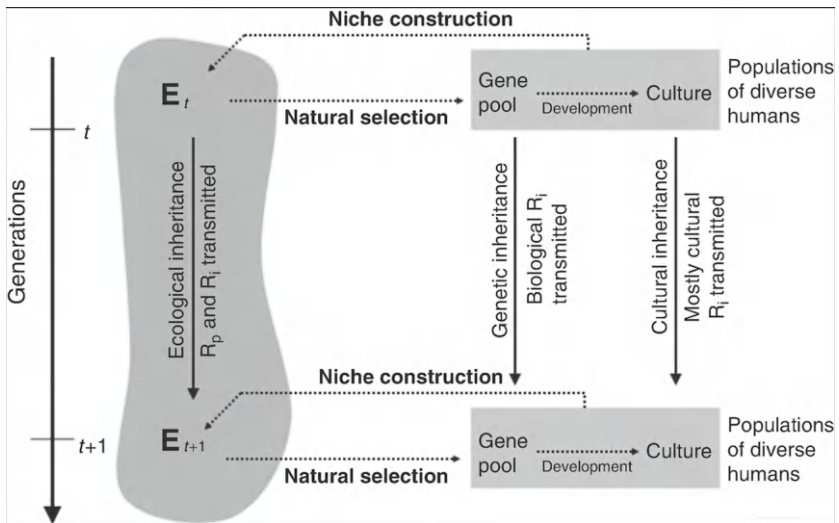 Niche construction
E t
Natural selection
Gene
pool
Development
Culture
Populations
of diverse
humans
t
Generations
Ecological inheritance
Rp and Ri transmitted
Genetic inheritance
Biological Ri
transmitted
Cultural inheritance
Mostly cultural
Ri transmitted
Niche construction
E t+1
Natural selection
Gene
pool
Development
Culture
Populations
of diverse
humans
t+1